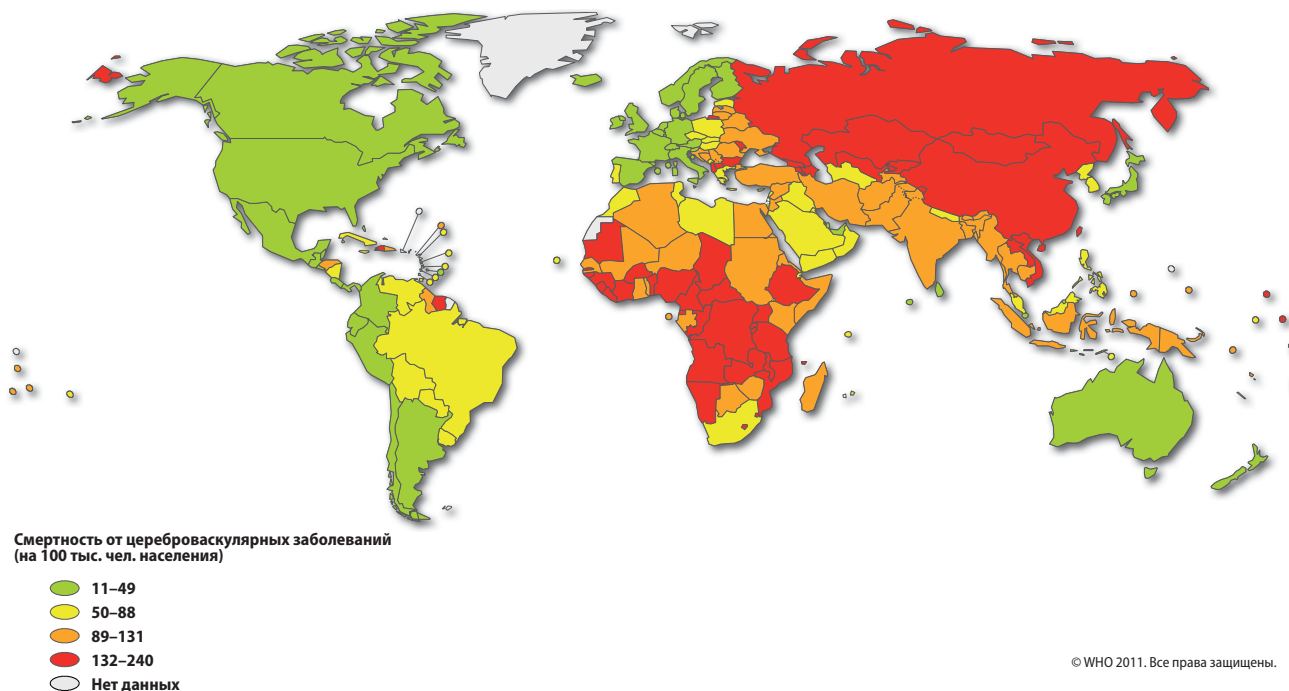 Смертность от цереброваскулярных заболеваний
(на 100 тыс. чел. населения)
11–49
50–88
89–131
132–240
Нет данных
© WHO 2011. Все права защищены.